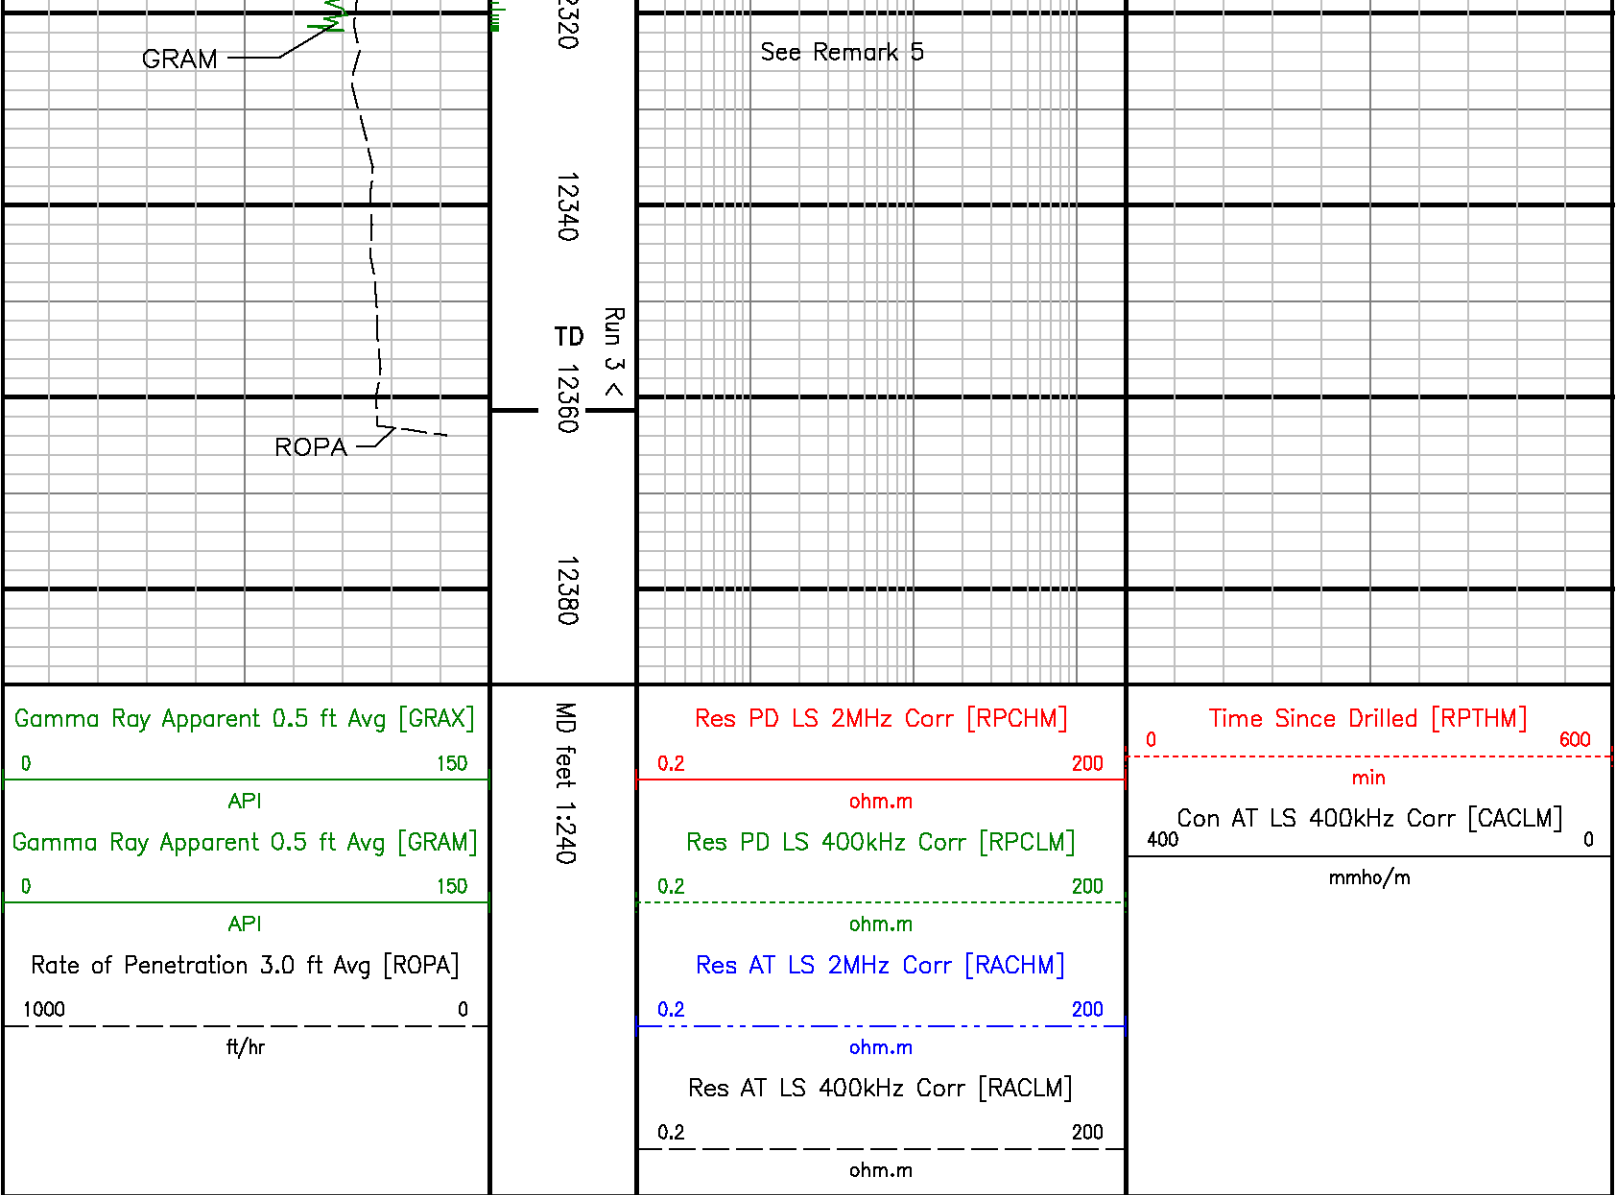 GRAM
See Remark 5
2320
12340
Run 3 <
TD
12360
ROPA
12380
Gamma Ray Apparent 0.5 ft Avg [GRAX]
0 150
API
Gamma Ray Apparent 0.5 ft Avg [GRAM]
0 150
API
Rate of Penetration 3.0 ft Avg [ROPA]
1000 0
ft/hr
MD feet 1:240
Res PD LS 2MHz Corr [RPCHM]
0.2 200
ohm.m
Res PD LS 400kHz Corr [RPCLM]
0.2 200
ohm.m
Res AT LS 2MHz Corr [RACHM]
0.2 200
ohm.m
Res AT LS 400kHz Corr [RACLM]
0.2 200
ohm.m
Time Since Drilled [RPTHM]
0 600
min
Con AT LS 400kHz Corr [CACLM]
400 0
mmho/m